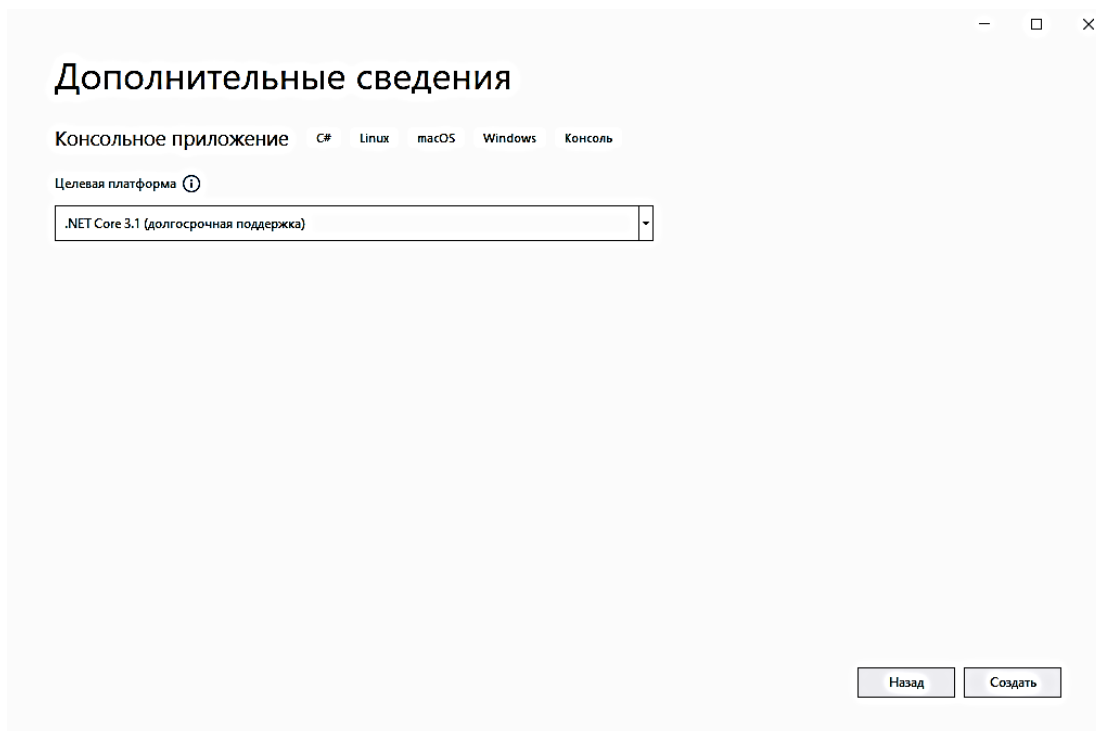 Дополнительные сведения
Консольное приложение C# Linux macOS Windows Консоль
Целевая платформа
.NET Core 3.1 (долгосрочная поддержка)
Назад Создать